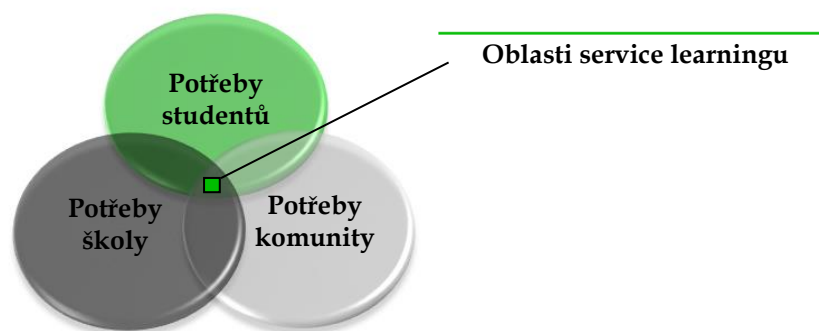 Oblasti service learningu
Potřeby
studentů
Potřeby
školy
Potřeby
komunity